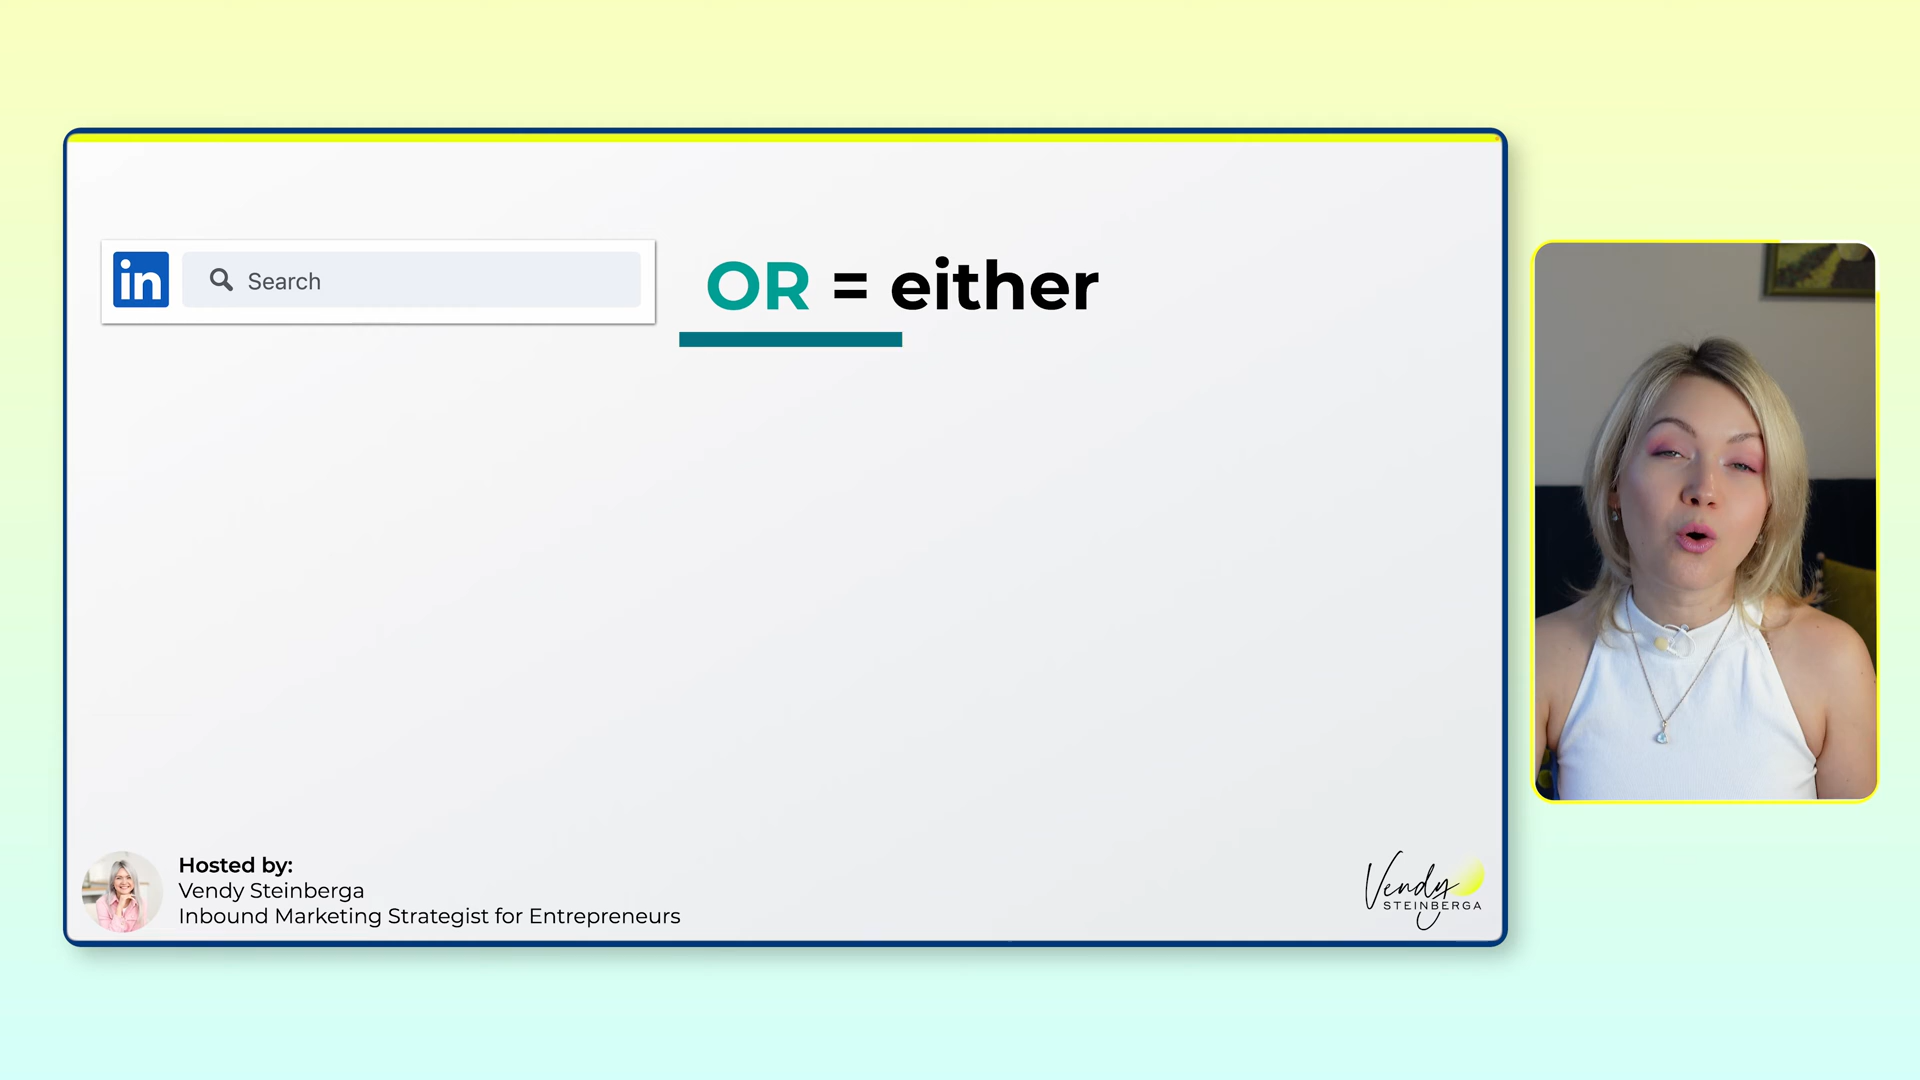 in
Search
OR = either
Hosted by:
Vendy Steinberga
Inbound Marketing Strategist for Entrepreneurs
Vendy
STEINBERGA